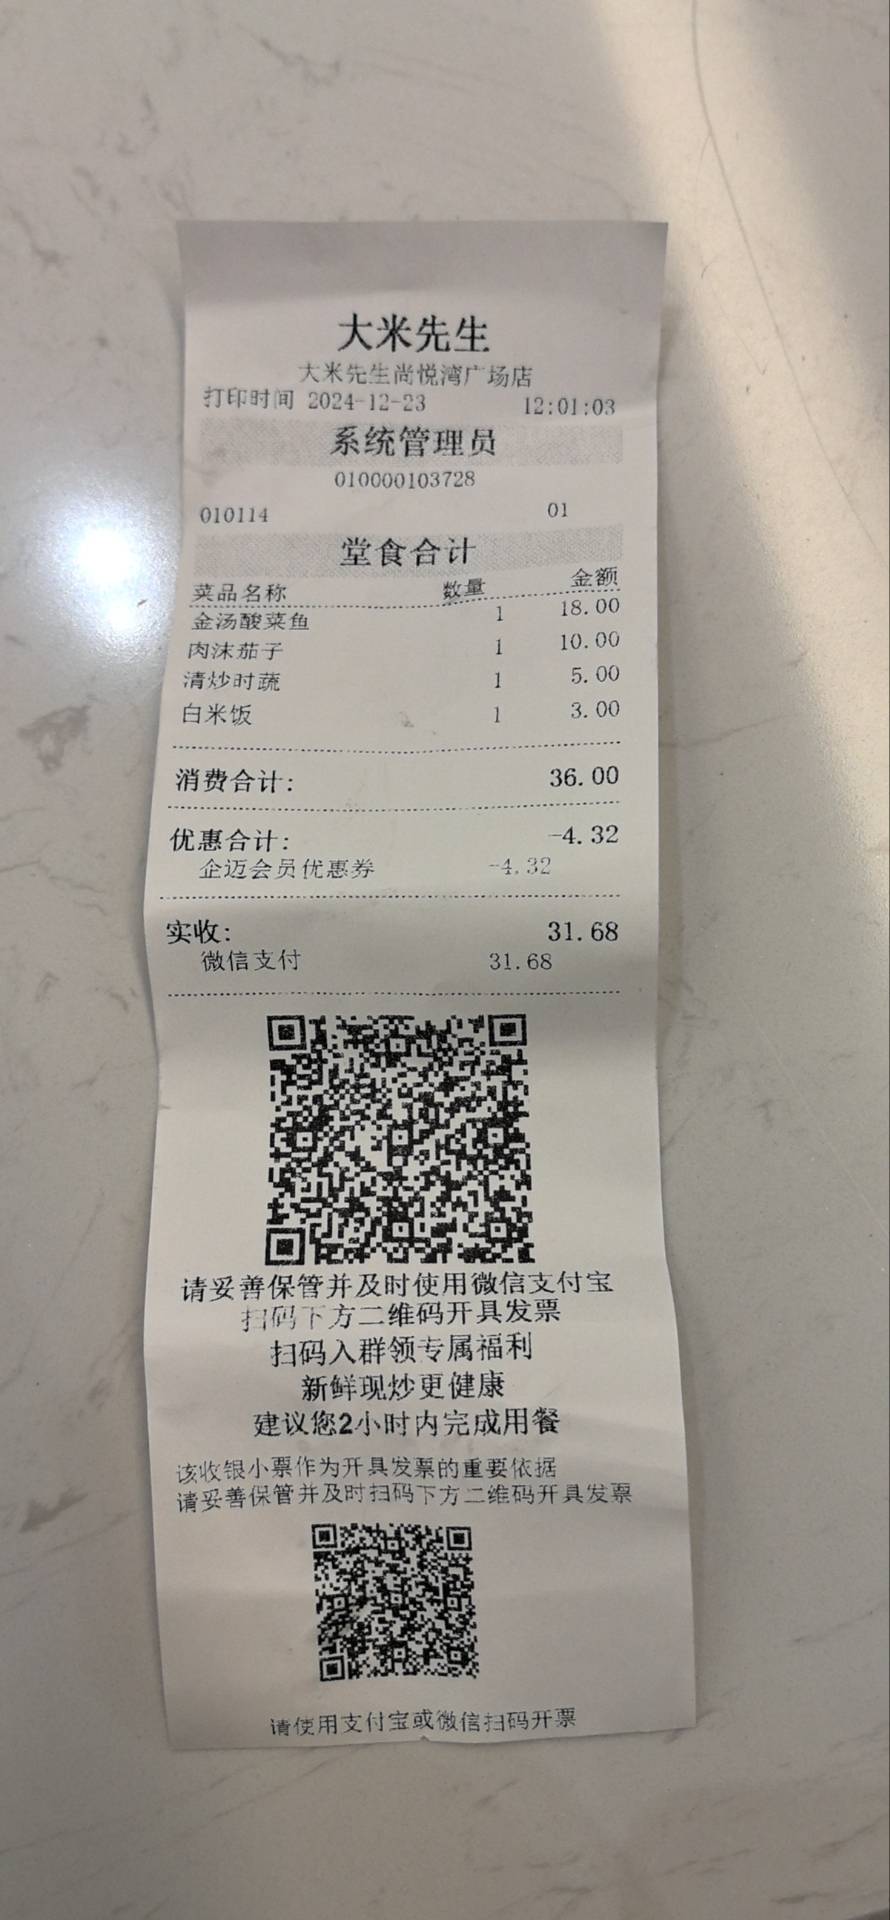 大米先生
大米先生尚悦湾广场店
打印时间 2024-12-23 12:01:03
系统管理员
010000103728
010114 01
堂食合计
菜品名称 数量 金额
金汤酸菜鱼 1 18.00
肉沫茄子 1 10.00
清炒时蔬 1 5.00
白米饭 1 3.00
消费合计: 36.00
优惠合计: -4.32
企迈会员优惠券 -4.32
实收: 31.68
微信支付 31.68
请妥善保管并及时使用微信支付宝
扫码下方二维码开具发票
扫码入群领专属福利
新鲜现炒更健康
建议您2小时内完成用餐
该收银小票作为开具发票的重要依据
请妥善保管并及时扫码下方二维码开具发票
请使用支付宝或微信扫码开票